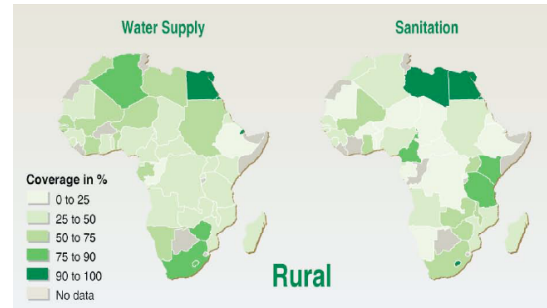 Water Supply
Sanitation
Coverage in %
0 to 25
25 to 50
50 to 75
75 to 90
90 to 100
No data
Rural